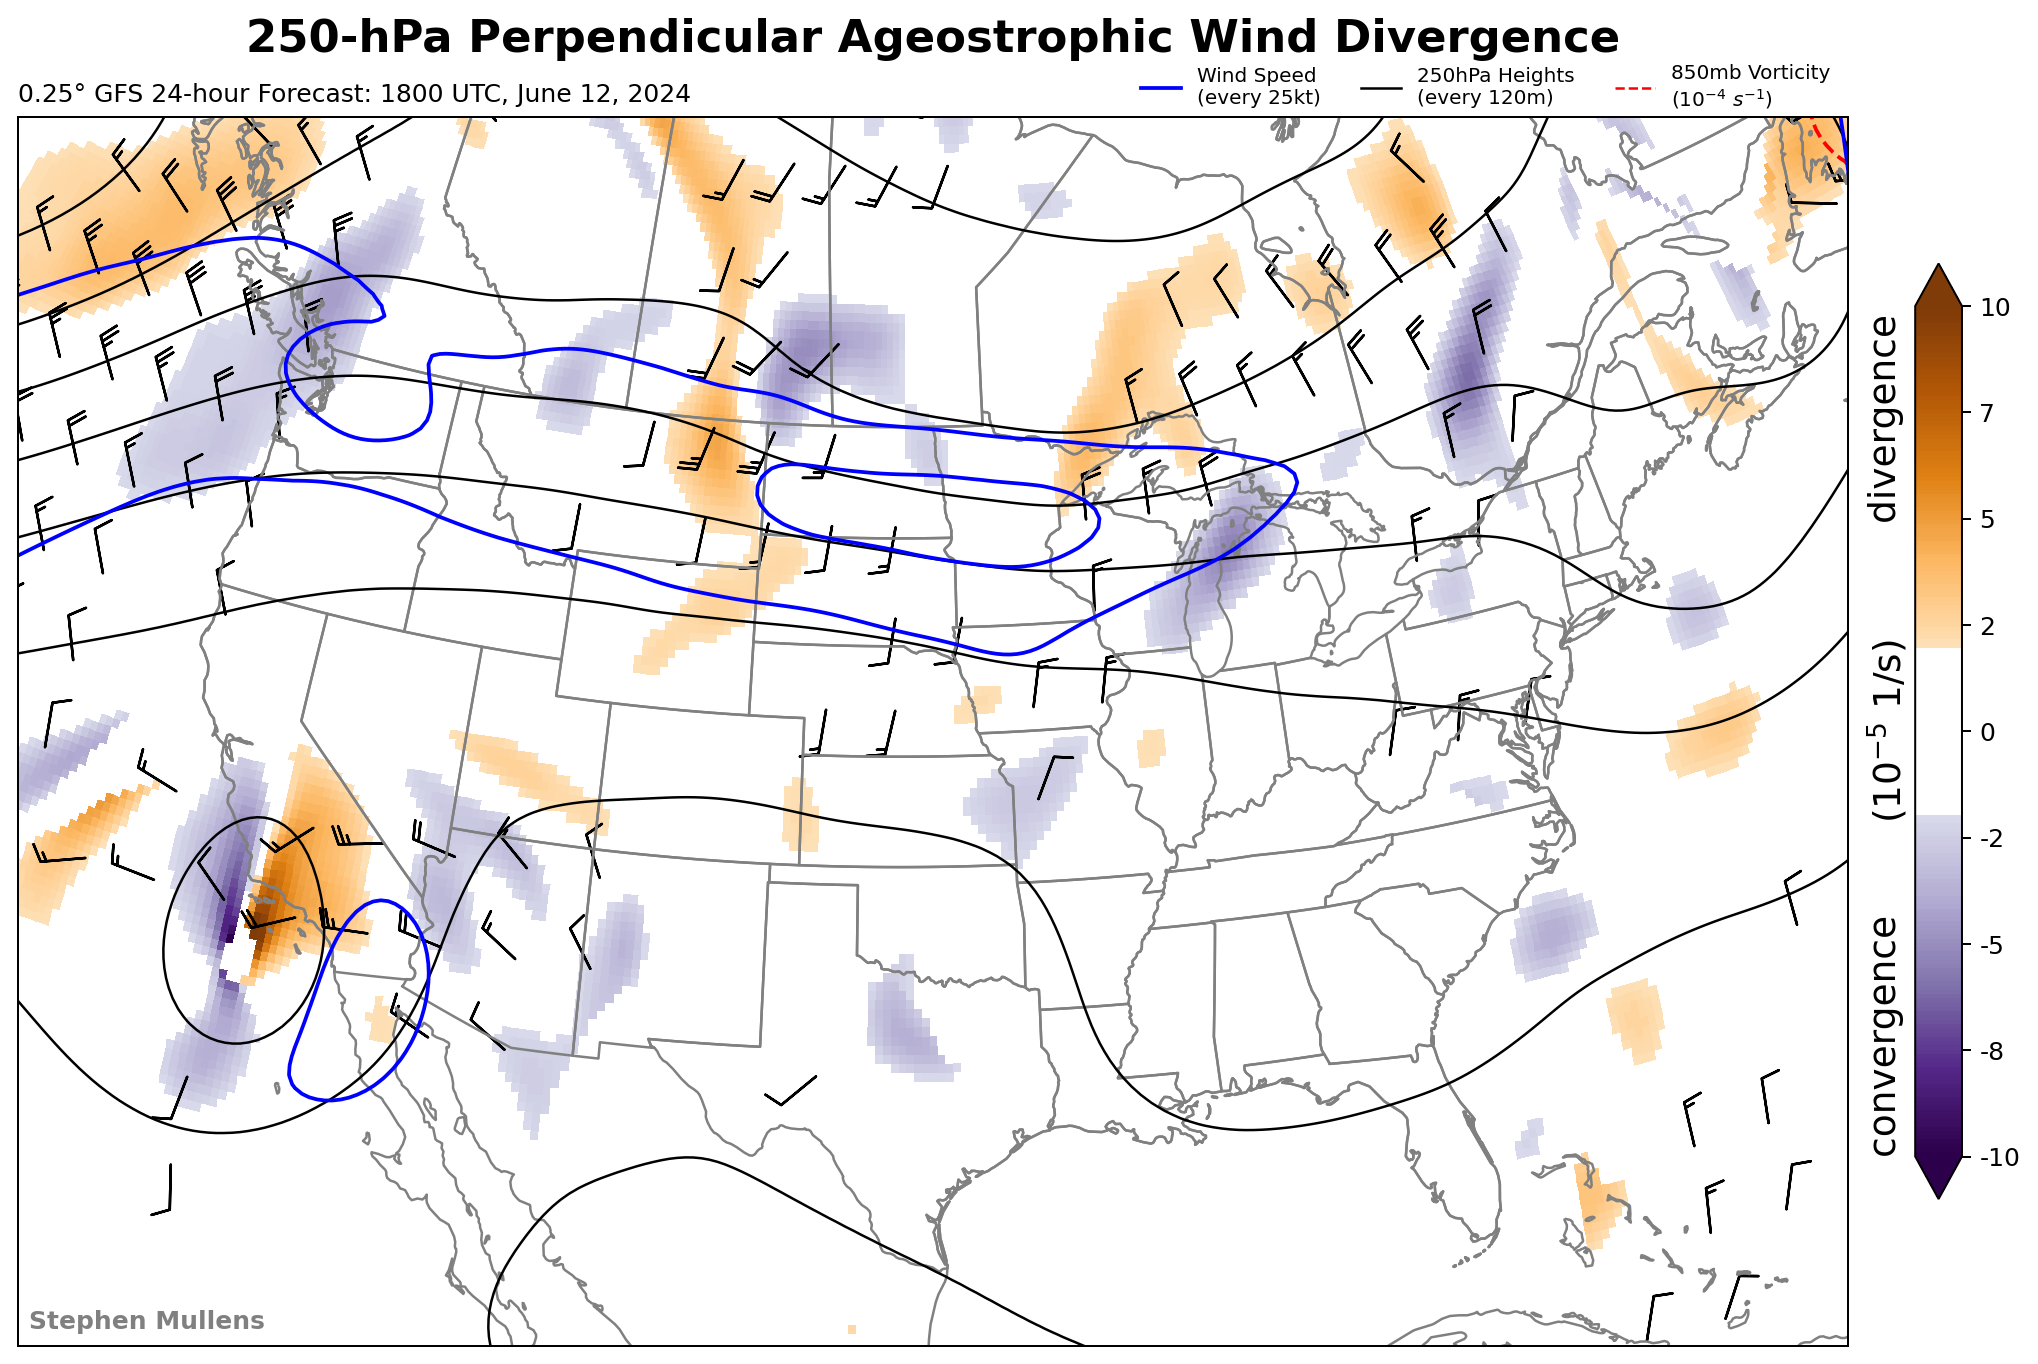 250-hPa Perpendicular Ageostrophic Wind Divergence
0.25° GFS 24-hour Forecast: 1800 UTC, June 12, 2024
Wind Speed
(every 25kt)
250hPa Heights
(every 120m)
850mb Vorticity
(10⁻⁴ s⁻¹)
10
7
5
2
0
-2
-5
-8
-10
convergence (10⁻⁵ 1/s) divergence
Stephen Mullens